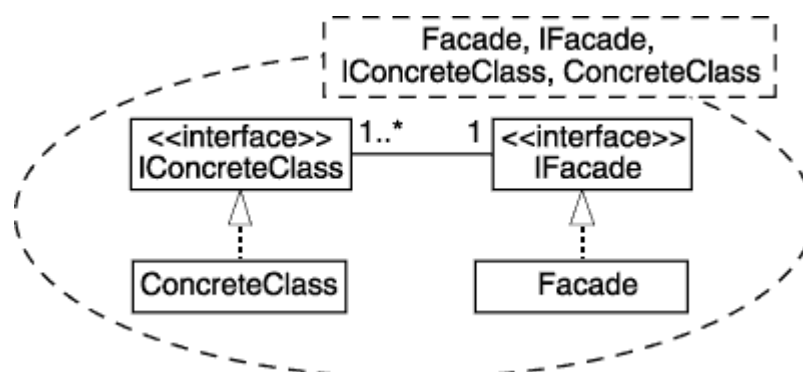 Facade, IFacade,
IConcreteClass, ConcreteClass
<<interface>>
IConcreteClass
1..*
1
<<interface>>
IFacade
ConcreteClass
Facade